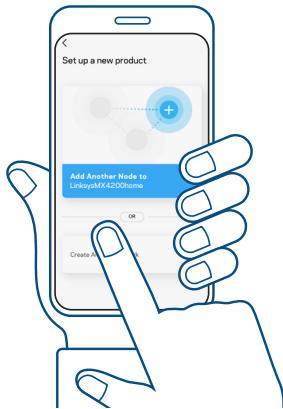 Set up a new product
Add Another Node to
LinksysMX4200home
OR
Create